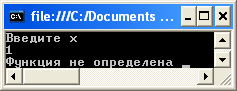 file:///C:/Documents ...
Введите x
1
Функция не определена _